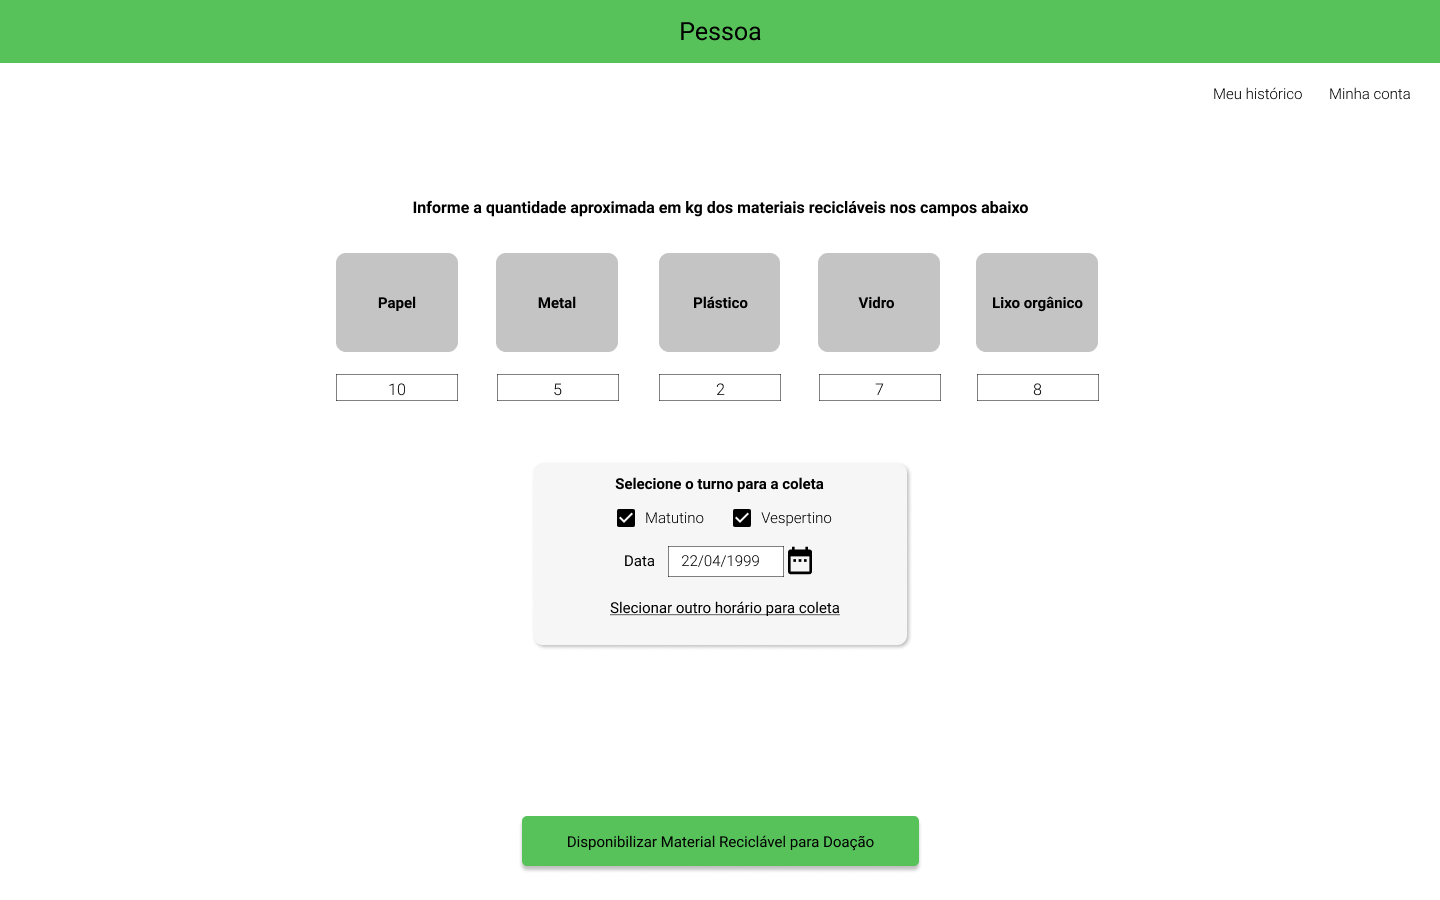 Pessoa
Meu histórico Minha conta
Informe a quantidade aproximada em kg dos materiais recicláveis nos campos abaixo
Papel Metal Plástico Vidro Lixo orgânico
10 5 2 7 8
Selecione o turno para a coleta
Matutino Vespertino
Data 22/04/1999
Slecionar outro horário para coleta
Disponibilizar Material Reciclável para Doação